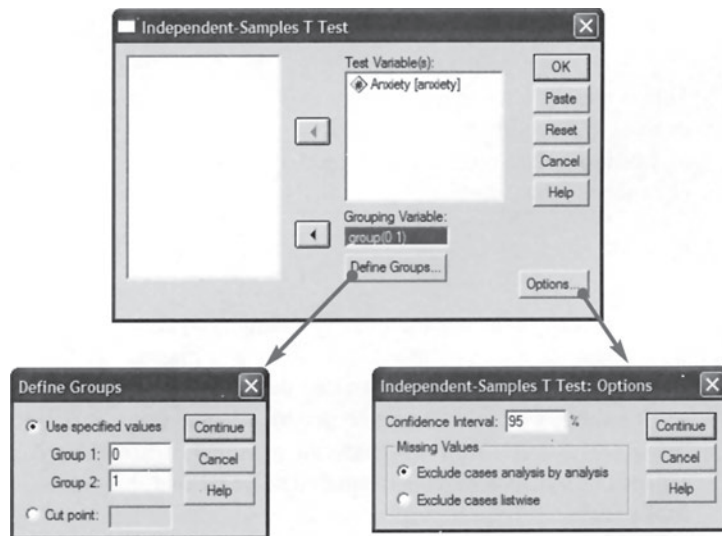 Independent-Samples T Test
Test Variable(s):
Anxiety [anxiety]
OK
Paste
Reset
Cancel
Help
Grouping Variable:
group(0 1)
Define Groups...
Options...
Define Groups
Use specified values
Group 1: 0
Group 2: 1
Cut point:
Continue
Cancel
Help
Independent-Samples T Test: Options
Confidence Interval: 95 %
Missing Values
Exclude cases analysis by analysis
Exclude cases listwise
Continue
Cancel
Help